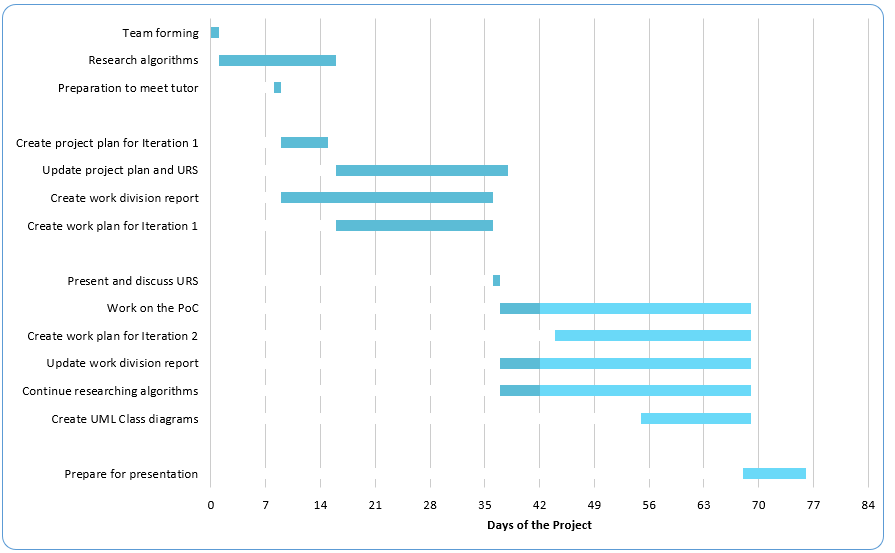 Team forming
Research algorithms
Preparation to meet tutor
Create project plan for Iteration 1
Update project plan and URS
Create work division report
Create work plan for Iteration 1
Present and discuss URS
Work on the PoC
Create work plan for Iteration 2
Update work division report
Continue researching algorithms
Create UML Class diagrams
Prepare for presentation
0 7 14 21 28 35 42 49 56 63 70 77 84
Days of the Project